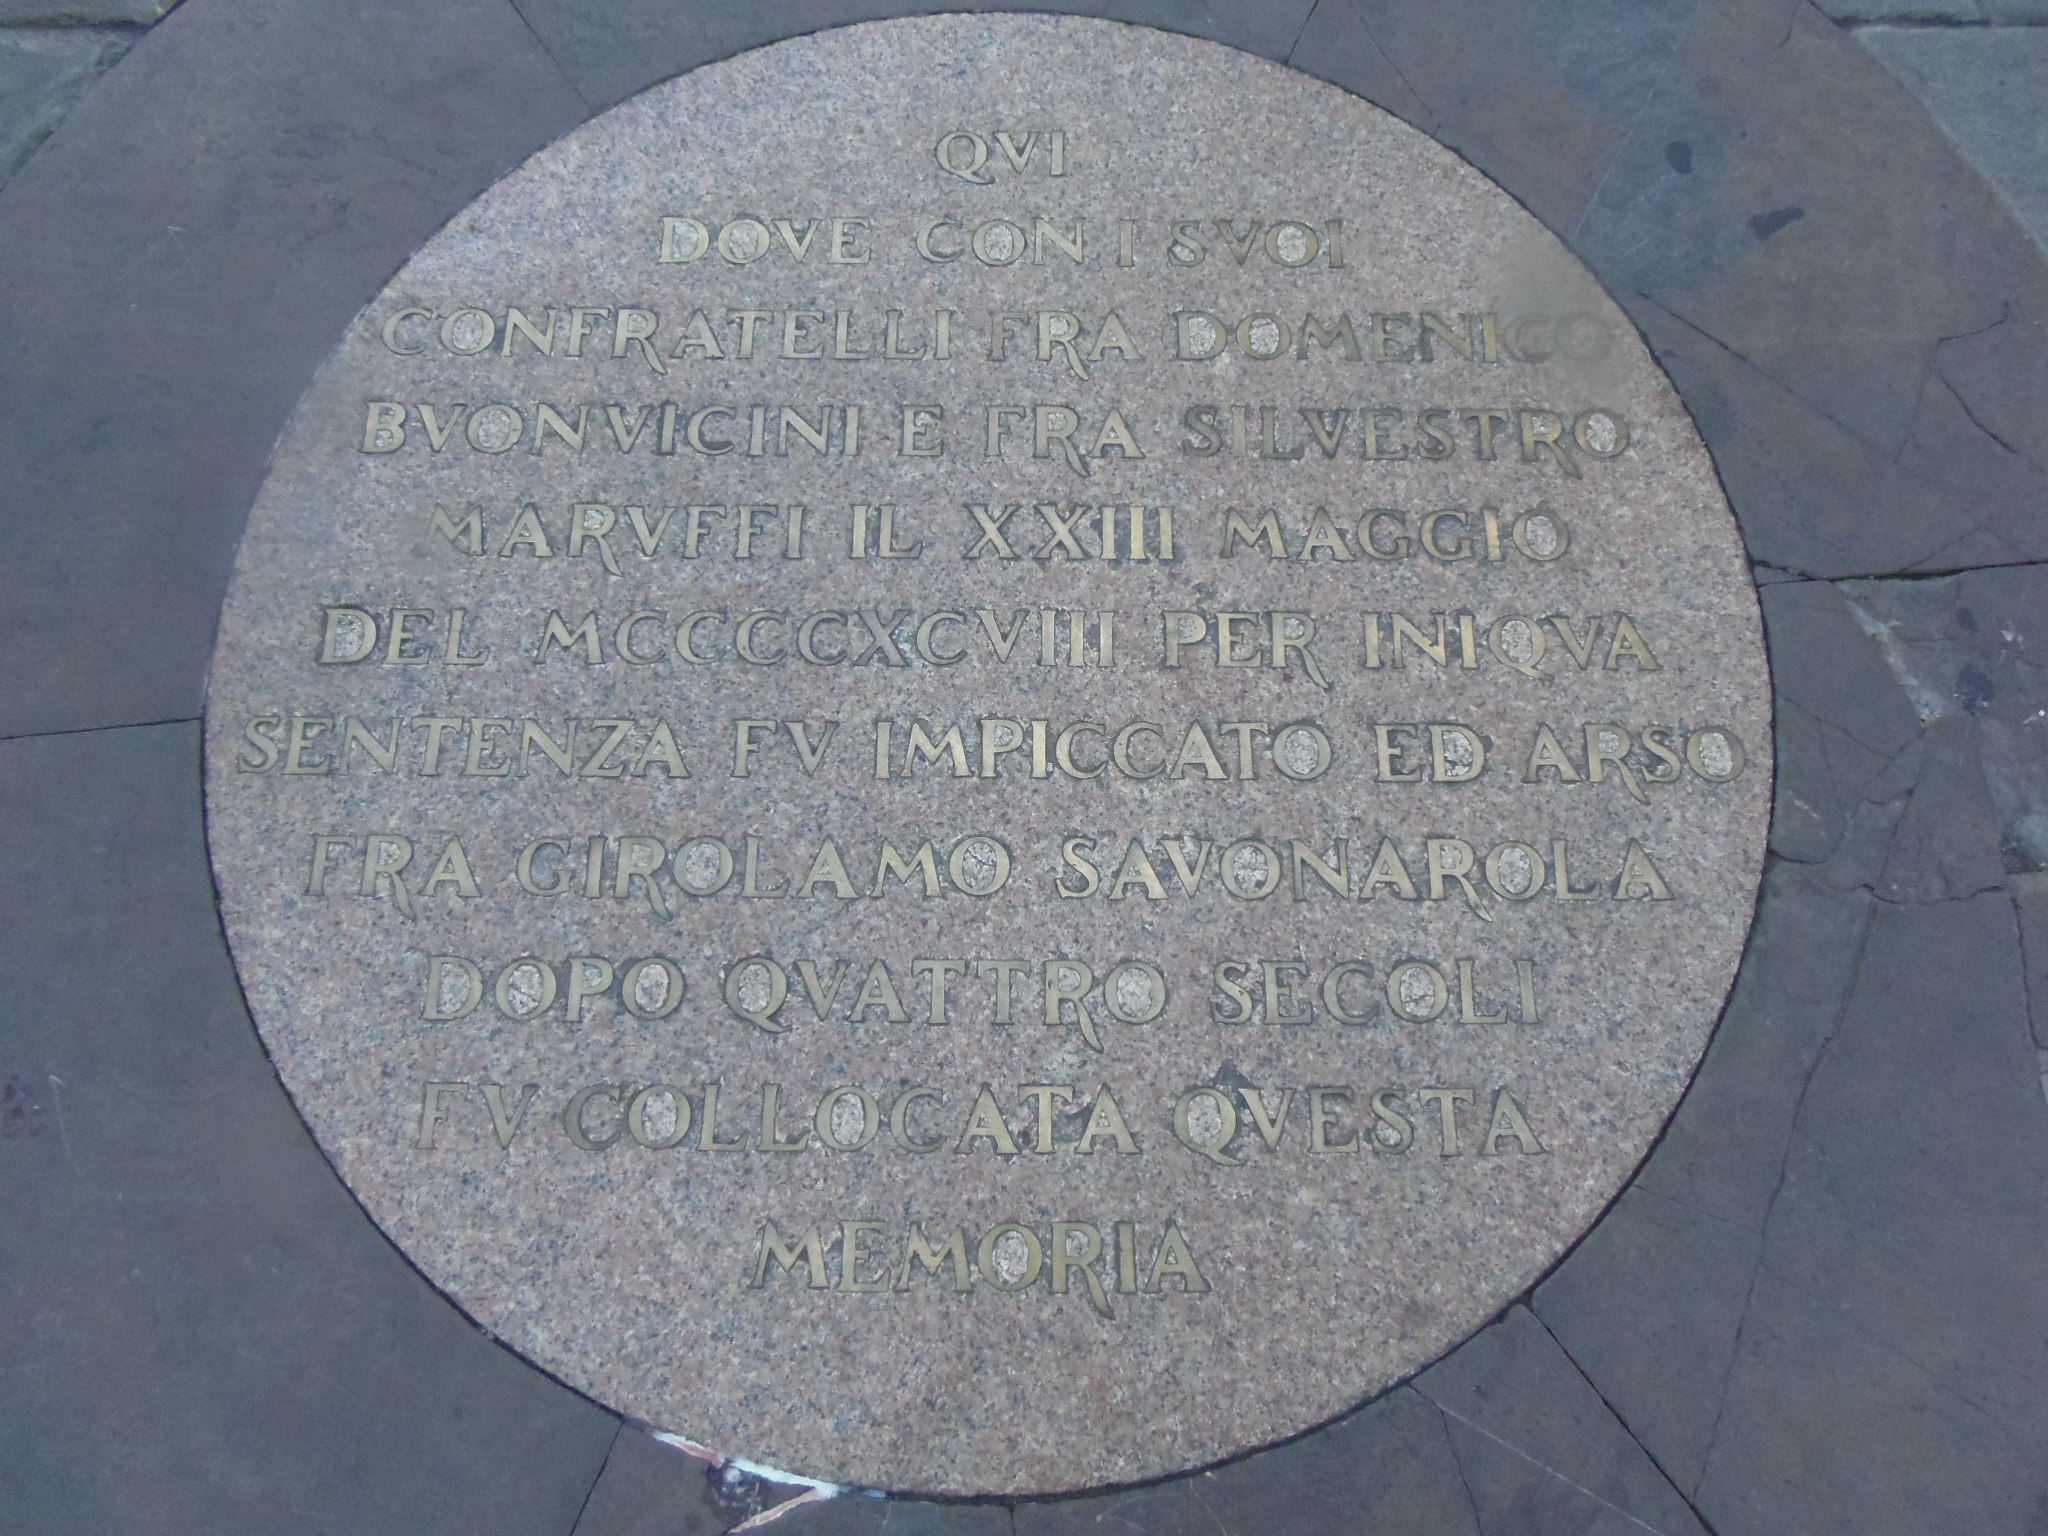 QVI
DOVE CON I SVOI
CONFRATELLI FRA DOMENICO
BVONVICINI E FRA SILVESTRO
MARVFFI IL XXIII MAGGIO
DEL MCCCCXCVIII PER INIQVA
SENTENZA FV IMPICCATO ED ARSO
FRA GIROLAMO SAVONAROLA
DOPO QVATTRO SECOLI
FV COLLOCATA QVESTA
MEMORIA